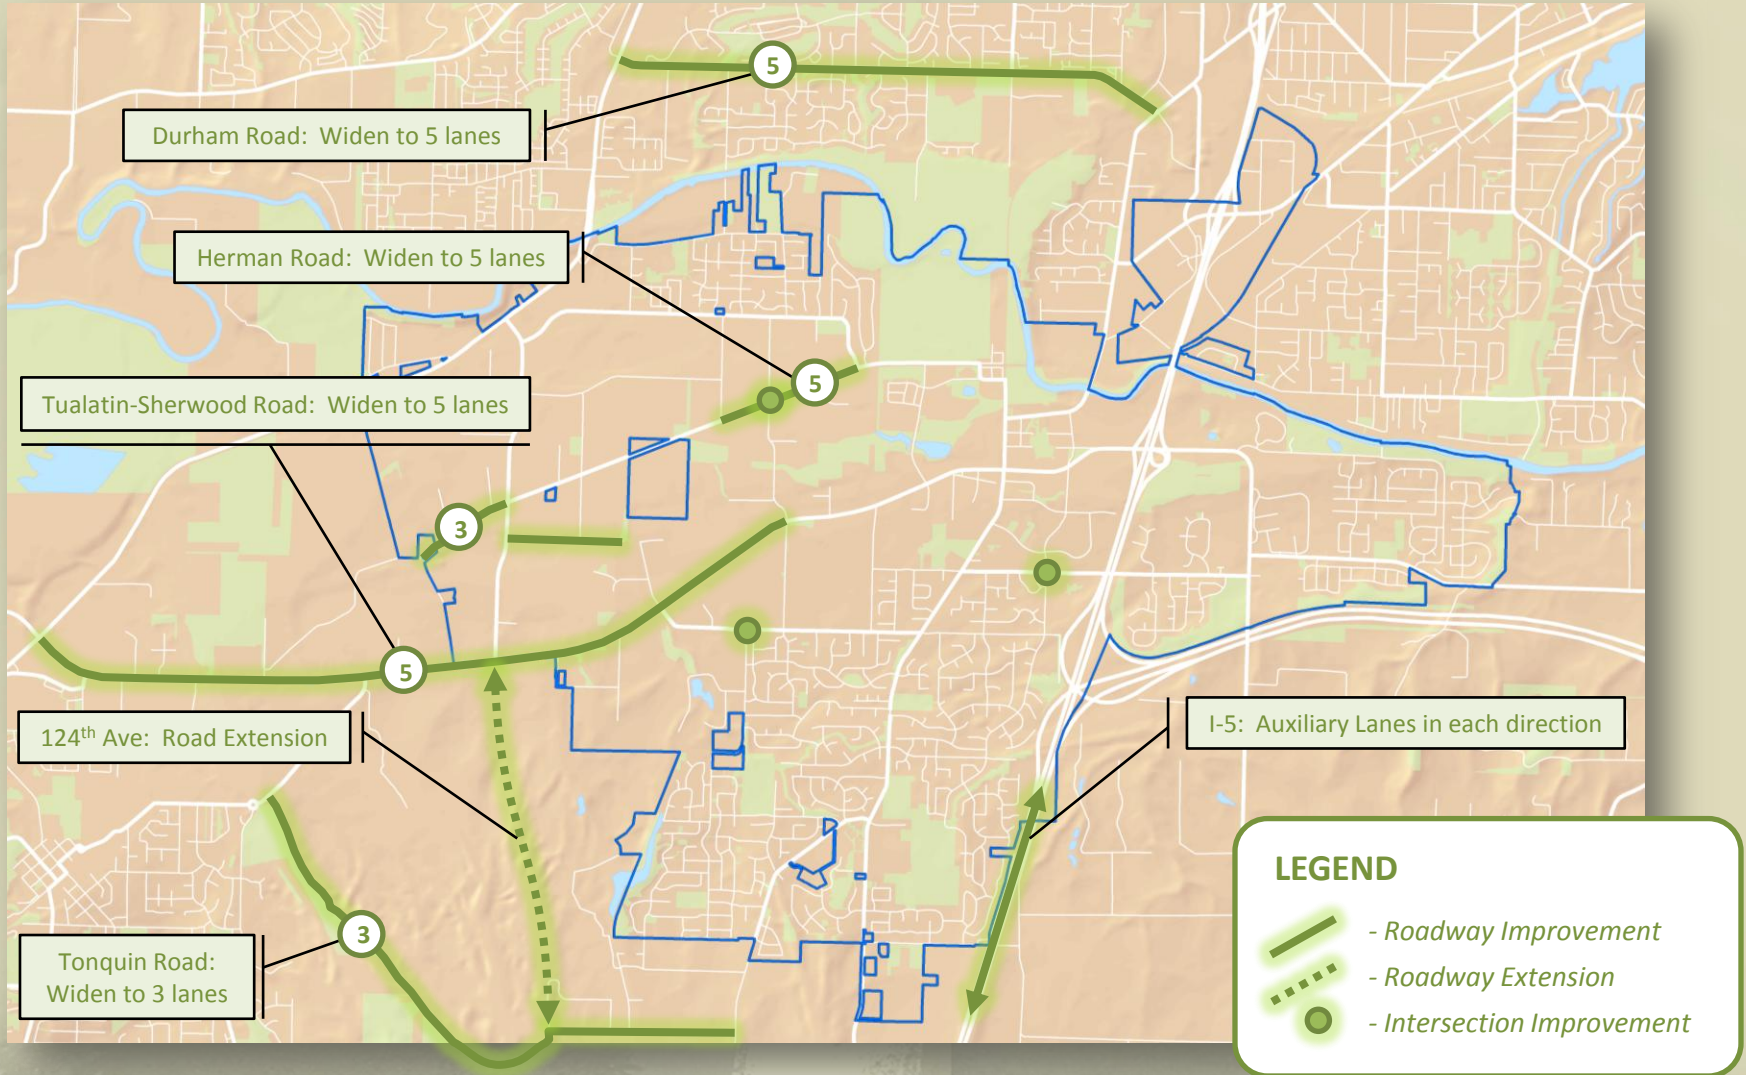 5
Durham Road: Widen to 5 lanes
Herman Road: Widen to 5 lanes
5
Tualatin-Sherwood Road: Widen to 5 lanes
3
5
124th Ave: Road Extension
I-5: Auxiliary Lanes in each direction
3
Tonquin Road:
Widen to 3 lanes
LEGEND
- Roadway Improvement
- Roadway Extension
- Intersection Improvement